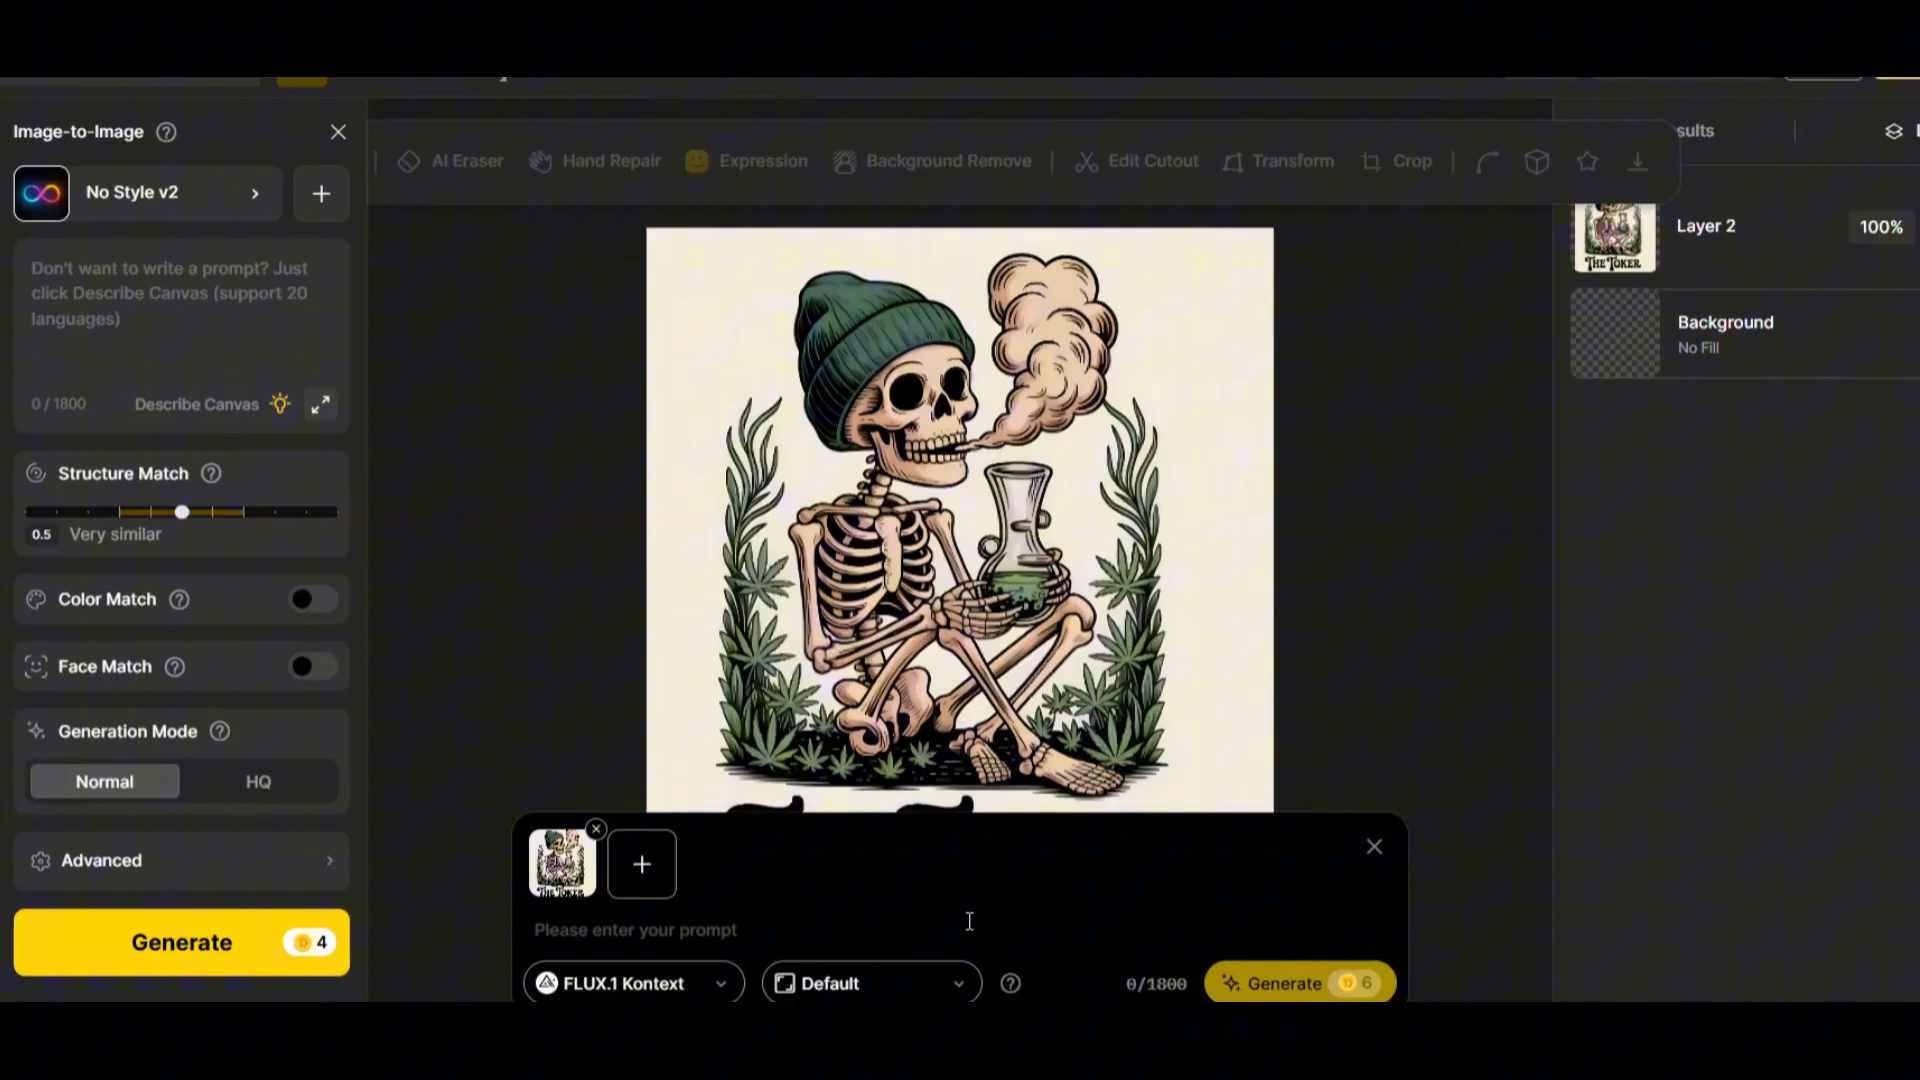 Image-to-Image
No Style v2
Don't want to write a prompt? Just
click Describe Canvas (support 20
languages)
0 / 1800
Describe Canvas
Structure Match
0.5 Very similar
Color Match
Face Match
Generation Mode
Normal
HQ
Advanced
Generate
4
AI Eraser
Hand Repair
Expression
Background Remove
Edit Cutout
Transform
Crop
Please enter your prompt
FLUX.1 Kontext
Default
0/1800
Generate
6
sults
THE TOKER
Layer 2
100%
Background
No Fill